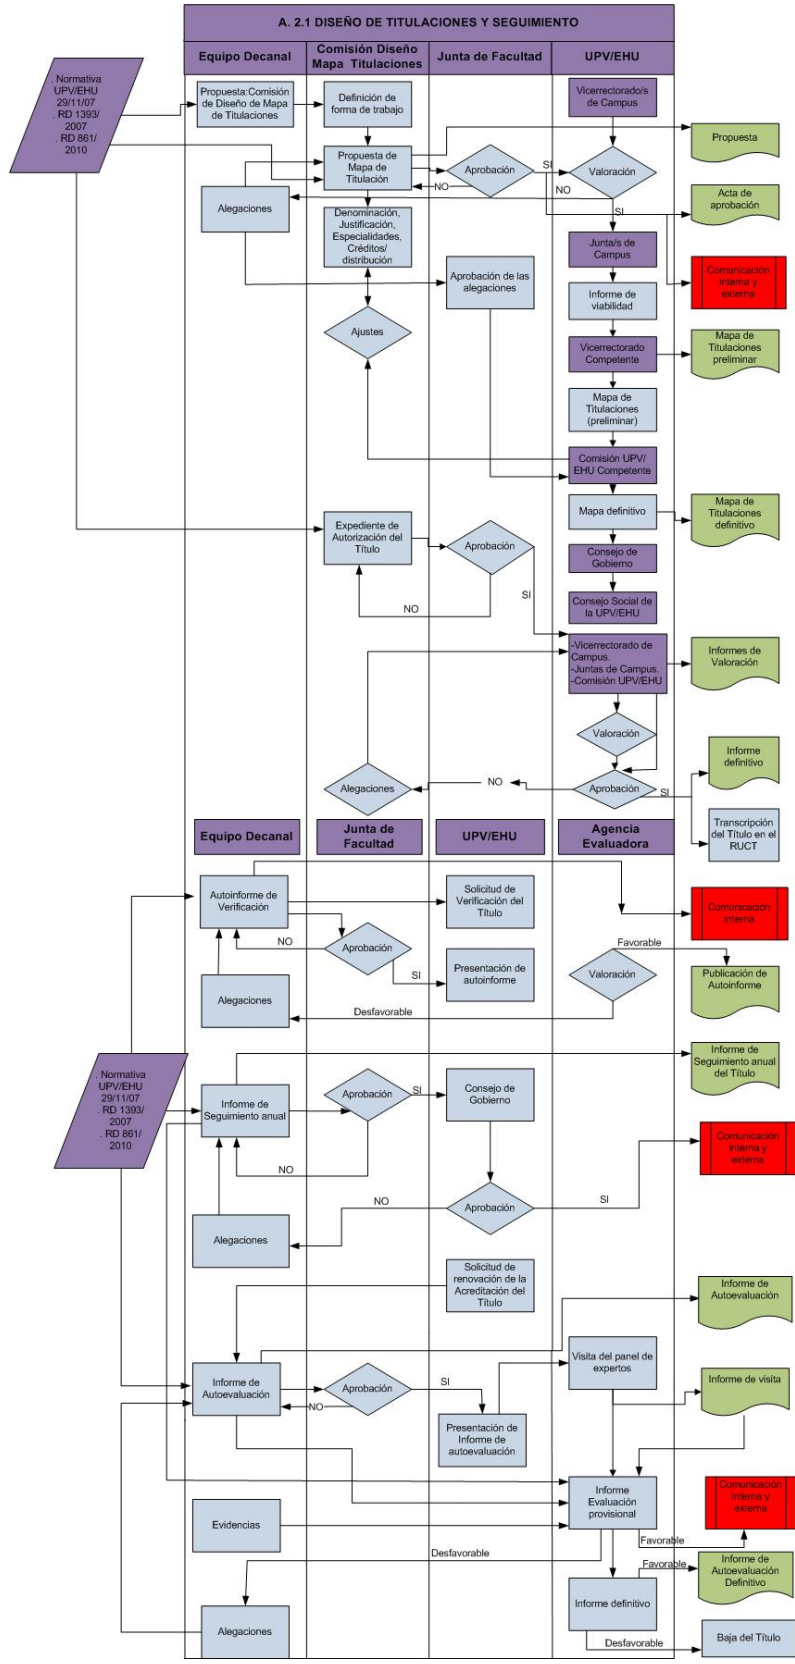 A. 2.1 DISEÑO DE TITULACIONES Y SEGUIMIENTO
Equipo Decanal
Comisión Diseño
Mapa Titulaciones
Junta de Facultad
UPV/EHU
. Normativa
UPV/EHU
29/11/07
. RD 1393/
2007
. RD 861/
2010
Propuesta:Comisión
de Diseño de Mapa
de Titulaciones
Definición de
forma de trabajo
Vicerrectorado/s
de Campus
Propuesta
Propuesta de
Mapa de
Titulación
Aprobación
SI
NO
Valoración
NO
SI
Acta de
aprobación
Alegaciones
Denominación,
Justificación,
Especialidades,
Créditos/
distribución
Junta/s de
Campus
Comunicación
interna y
externa
Aprobación de las
alegaciones
Informe de
viabilidad
Ajustes
Vicerrectorado
Competente
Mapa de
Titulaciones
preliminar
Mapa de
Titulaciones
(preliminar)
Comisión UPV/
EHU Competente
Mapa definitivo
Mapa de
Titulaciones
definitivo
Expediente de
Autorización del
Título
Aprobación
NO
SI
Consejo de
Gobierno
Consejo Social de
la UPV/EHU
-Vicerrectorado de
Campus.
-Juntas de Campus.
-Comisión UPV/EHU
Informes de
Valoración
Valoración
Informe
definitivo
Alegaciones
NO
Aprobación
SI
Transcripción
del Título en el
RUCT
Equipo Decanal
Junta de
Facultad
UPV/EHU
Agencia
Evaluadora
Autoinforme de
Verificación
Solicitud de
Verificación del
Título
Comunicación
interna
NO
Aprobación
SI
Presentación de
autoinforme
Valoración
Favorable
Publicación de
Autoinforme
Alegaciones
Desfavorable
. Normativa
UPV/EHU
29/11/07
. RD 1393/
2007
. RD 861/
2010
Informe de
Seguimiento anual
del Título
Informe de
Seguimiento anual
Aprobación
SI
NO
Consejo de
Gobierno
Comunicación
interna y
externa
Alegaciones
NO
Aprobación
SI
Solicitud de
renovación de la
Acreditación del
Título
Informe de
Autoevaluación
Visita del panel de
expertos
Informe de
Autoevaluación
Aprobación
SI
NO
Informe de visita
Presentación de
Informe de
autoevaluación
Informe
Evaluación
provisional
Comunicación
interna y
externa
Evidencias
Favorable
Desfavorable
Favorable
Informe de
Autoevaluación
Definitivo
Alegaciones
Informe definitivo
Desfavorable
Baja del Título